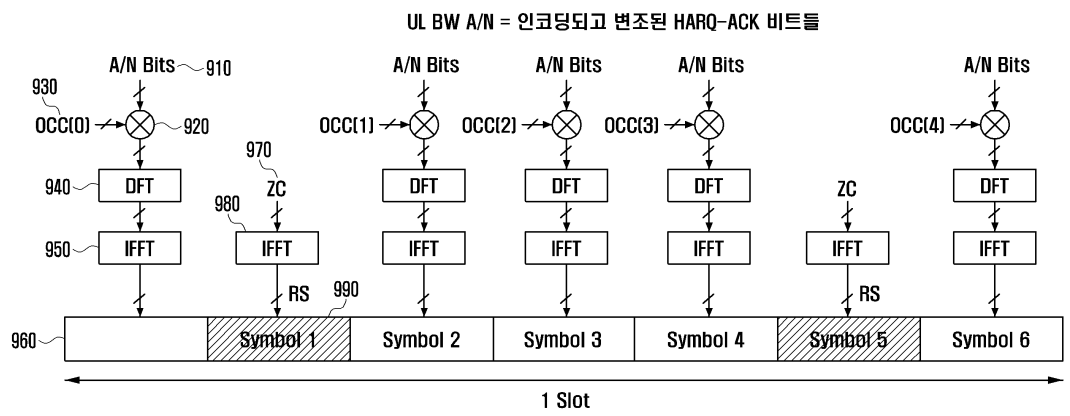 UL BW A/N = 인코딩되고 변조된 HARQ-ACK 비트들
A/N Bits 910 A/N Bits A/N Bits A/N Bits A/N Bits
930
OCC(0) 920 OCC(1) OCC(2) OCC(3) OCC(4)
970
940 DFT ZC DFT DFT DFT ZC DFT
980
950 IFFT IFFT IFFT IFFT IFFT IFFT IFFT
RS 990 RS
960 Symbol 1 Symbol 2 Symbol 3 Symbol 4 Symbol 5 Symbol 6
1 Slot